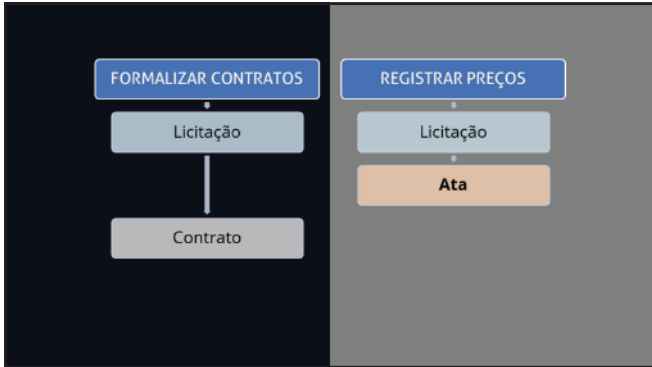 FORMALIZAR CONTRATOS
Licitação
Contrato
REGISTRAR PREÇOS
Licitação
Ata